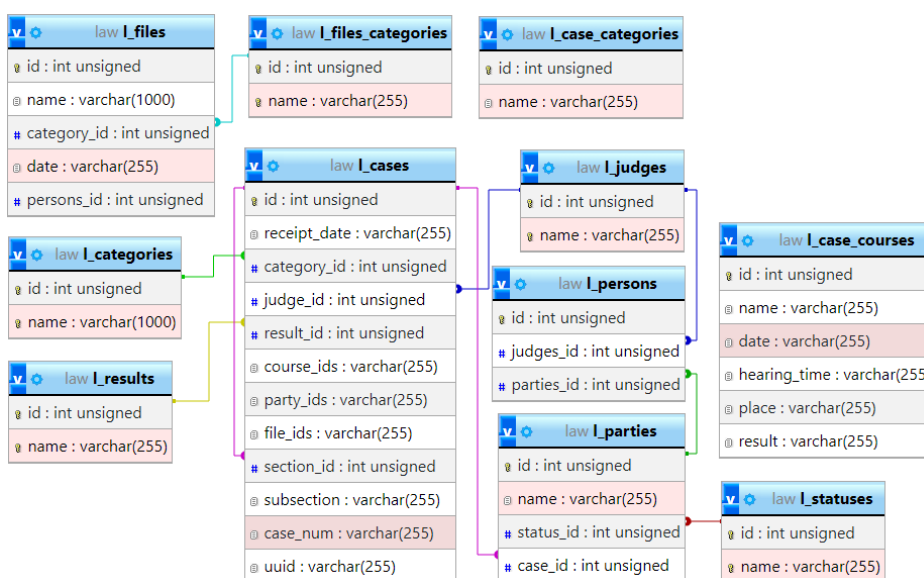 law l_files
id : int unsigned
name : varchar(1000)
category_id : int unsigned
date : varchar(255)
persons_id : int unsigned
law l_files_categories
id : int unsigned
name : varchar(255)
law l_case_categories
id : int unsigned
name : varchar(255)
law l_cases
id : int unsigned
receipt_date : varchar(255)
category_id : int unsigned
judge_id : int unsigned
result_id : int unsigned
course_ids : varchar(255)
party_ids : varchar(255)
file_ids : varchar(255)
section_id : int unsigned
subsection : varchar(255)
case_num : varchar(255)
uuid : varchar(255)
law l_judges
id : int unsigned
name : varchar(255)
law l_categories
id : int unsigned
name : varchar(1000)
law l_results
id : int unsigned
name : varchar(255)
law l_persons
id : int unsigned
judges_id : int unsigned
parties_id : int unsigned
law l_parties
id : int unsigned
name : varchar(255)
status_id : int unsigned
case_id : int unsigned
law l_case_courses
id : int unsigned
name : varchar(255)
date : varchar(255)
hearing_time : varchar(255
place : varchar(255)
result : varchar(255)
law l_statuses
id : int unsigned
name : varchar(255)